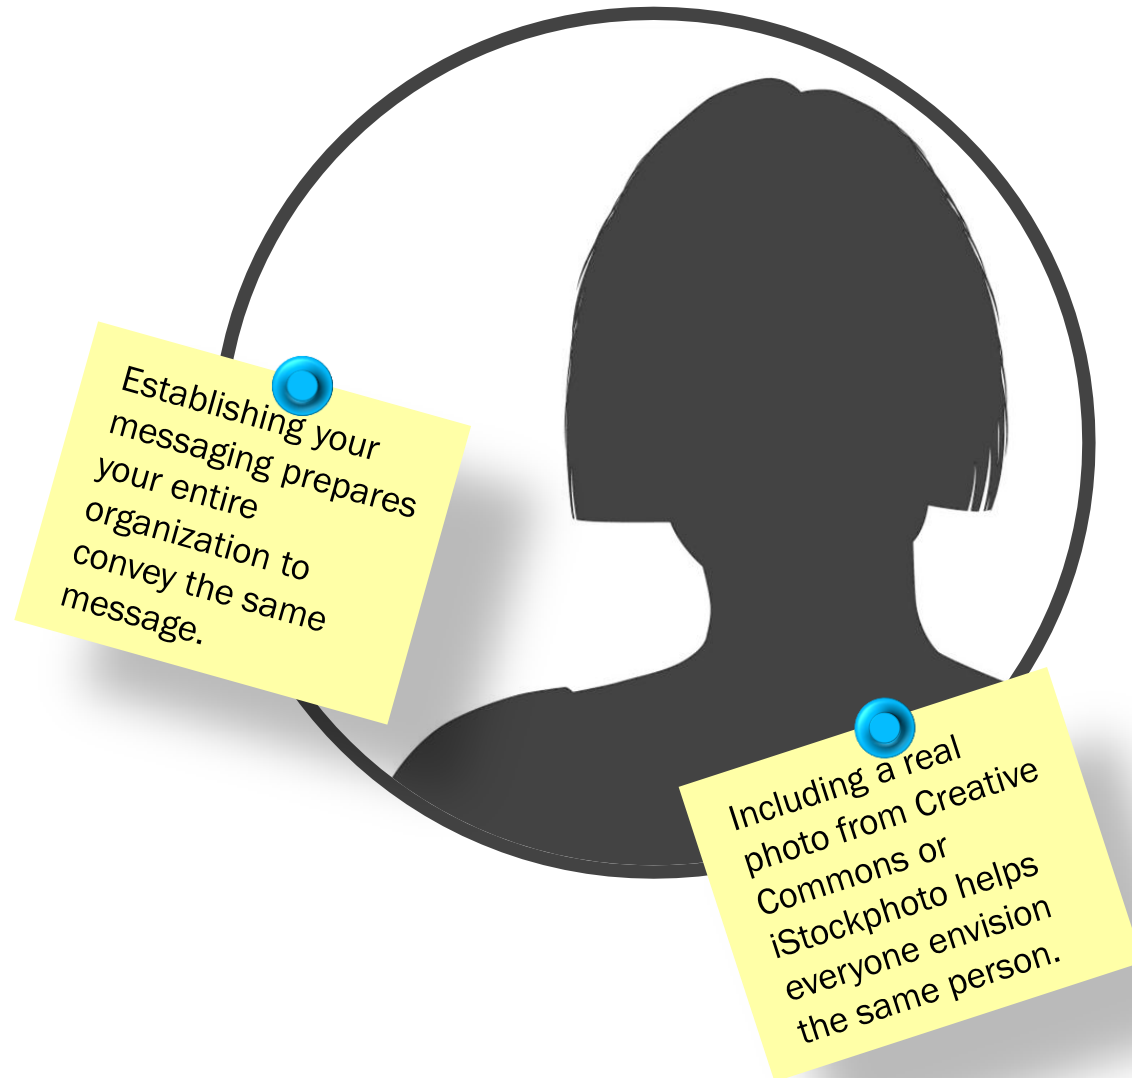 Establishing your
messaging prepares
your entire
organization to
convey the same
message.
Including a real
photo from Creative
Commons or
iStockphoto helps
everyone envision
the same person.